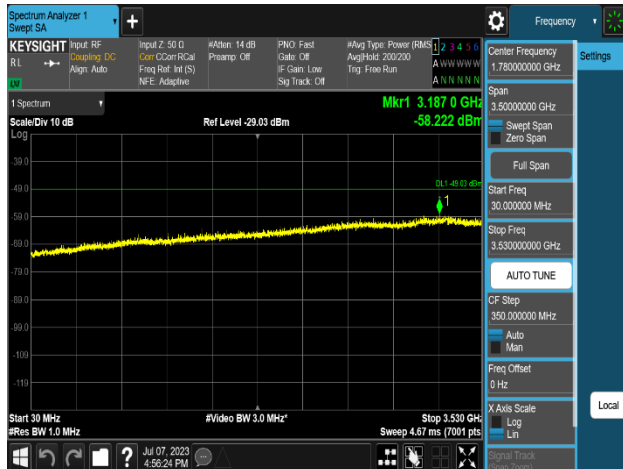 Spectrum Analyzer 1
Swept SA
Frequency
KEYSIGHT
RL
Input: RF
Coupling: DC
Align: Auto
Input Z: 50 Ω
Corr CCorr RCal
Freq Ref: Int (S)
NFE: Adaptive
#Atten: 14 dB
Preamp: Off
PNO: Fast
Gate: Off
IF Gain: Low
Sig Track: Off
#Avg Type: Power (RMS
Avg|Hold: 200/200
Trig: Free Run
1 2 3 4 5 6
A W W W W W
A N N N N N
Center Frequency
1.780000000 GHz
Settings
Span
3.50000000 GHz
Swept Span
Zero Span
Full Span
Start Freq
30.000000 MHz
Stop Freq
3.530000000 GHz
AUTO TUNE
CF Step
350.000000 MHz
Auto
Man
Freq Offset
0 Hz
X Axis Scale
Log
Lin
Local
Signal Track
(Span Zoom)
1 Spectrum
Scale/Div 10 dB
Log
Ref Level -29.03 dBm
Mkr1 3.187 0 GHz
-58.222 dBm
DL1 -49.03 dBm
1
-39.0
-49.0
-59.0
-69.0
-79.0
-89.0
-99.0
-109
-119
Start 30 MHz
#Res BW 1.0 MHz
#Video BW 3.0 MHz*
Stop 3.530 GHz
Sweep 4.67 ms (7001 pts)
?
Jul 07, 2023
4:56:24 PM